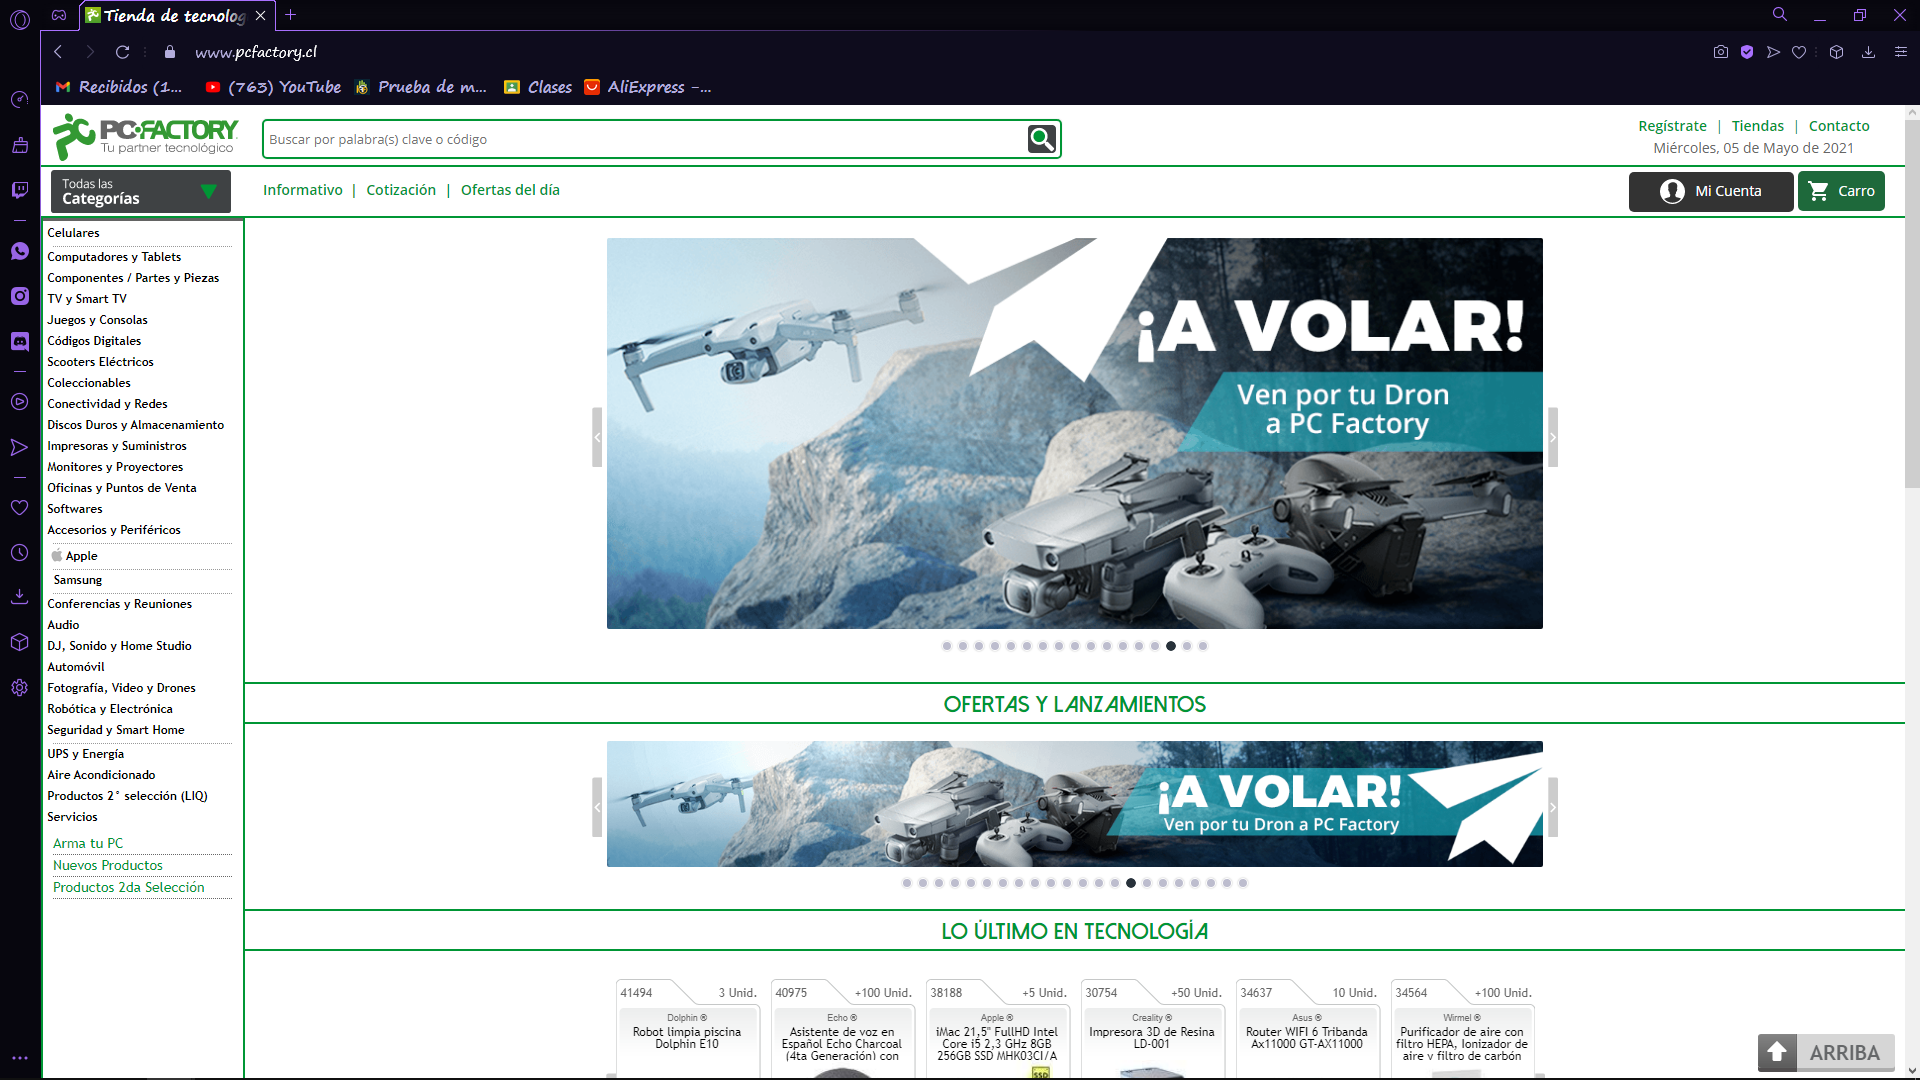 Tienda de tecnolog
www.pcfactory.cl
Recibidos (1...
(763) YouTube
Prueba de m...
Clases
AliExpress -...
PC FACTORY
Tu partner tecnológico
Buscar por palabra(s) clave o código
Regístrate | Tiendas | Contacto
Miércoles, 05 de Mayo de 2021
Todas las
Categorías
Informativo | Cotización | Ofertas del día
Mi Cuenta
Carro
Celulares
Computadores y Tablets
Componentes / Partes y Piezas
TV y Smart TV
Juegos y Consolas
Códigos Digitales
Scooters Eléctricos
Coleccionables
Conectividad y Redes
Discos Duros y Almacenamiento
Impresoras y Suministros
Monitores y Proyectores
Oficinas y Puntos de Venta
Softwares
Accesorios y Periféricos
Apple
Samsung
Conferencias y Reuniones
Audio
DJ, Sonido y Home Studio
Automóvil
Fotografía, Video y Drones
Robótica y Electrónica
Seguridad y Smart Home
UPS y Energía
Aire Acondicionado
Productos 2° selección (LIQ)
Servicios
Arma tu PC
Nuevos Productos
Productos 2da Selección
¡A VOLAR!
Ven por tu Dron
a PC Factory
OFERTAS Y LANZAMIENTOS
¡A VOLAR!
Ven por tu Dron a PC Factory
LO ÚLTIMO EN TECNOLOGÍA
41494 3 Unid.
Dolphin ®
Robot limpia piscina
Dolphin E10
40975 +100 Unid.
Echo ®
Asistente de voz en
Español Echo Charcoal
(4ta Generación) con
38188 +5 Unid.
Apple ®
iMac 21,5" FullHD Intel
Core i5 2,3 GHz 8GB
256GB SSD MHK03CI/A
SSD
30754 +50 Unid.
Creality ®
Impresora 3D de Resina
LD-001
34637 10 Unid.
Asus ®
Router WIFI 6 Tribanda
Ax11000 GT-AX11000
34564 +100 Unid.
Wirmel ®
Purificador de aire con
filtro HEPA, Ionizador de
aire y filtro de carbón
ARRIBA